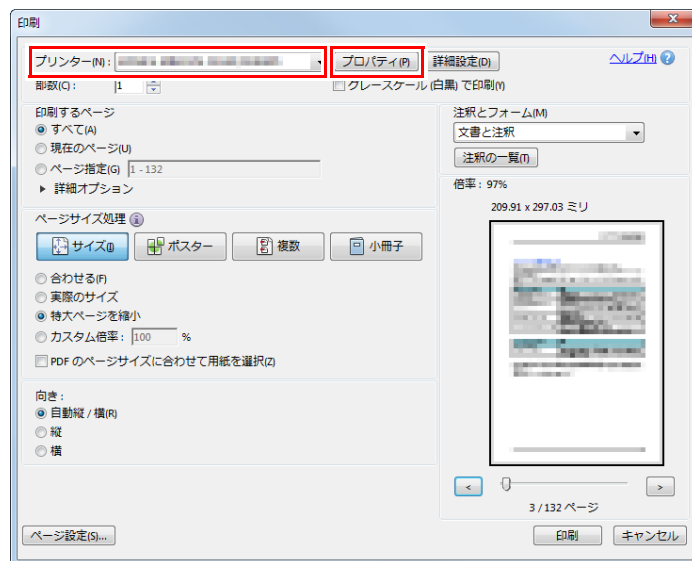 印刷
プリンター(N): プロパティ(P) 詳細設定(D) ヘルプ(H)
部数(C): 1 グレースケール (白黒) で印刷(Y)
印刷するページ
すべて(A)
現在のページ(U)
ページ指定(G) 1 - 132
詳細オプション
ページサイズ処理
サイズ(I) ポスター 複数 小冊子
合わせる(F)
実際のサイズ
特大ページを縮小
カスタム倍率: 100 %
PDF のページサイズに合わせて用紙を選択(Z)
向き:
自動縦 / 横(R)
縦
横
注釈とフォーム(M)
文書と注釈
注釈の一覧(T)
倍率: 97%
209.91 x 297.03 ミリ
< >
3 / 132 ページ
ページ設定(S)... 印刷 キャンセル